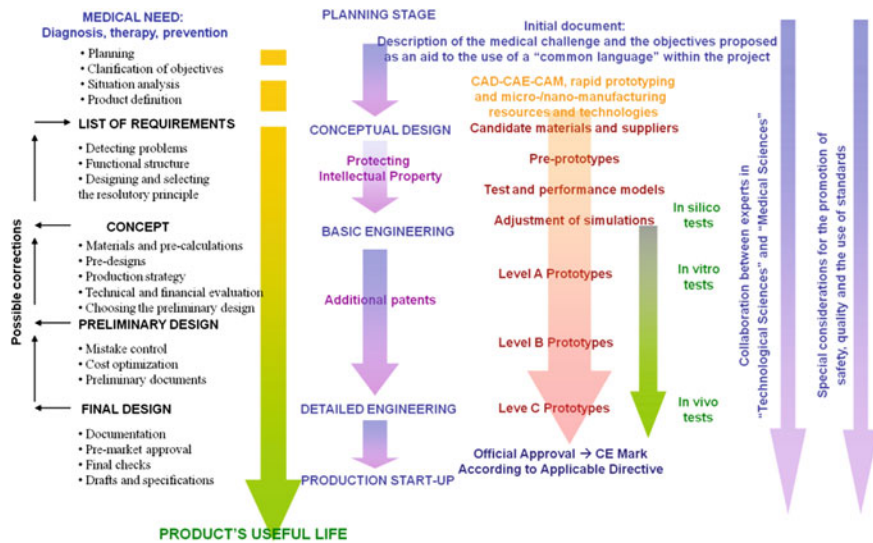 MEDICAL NEED:
Diagnosis, therapy, prevention
• Planning
• Clarification of objectives
• Situation analysis
• Product definition
LIST OF REQUIREMENTS
• Detecting problems
• Functional structure
• Designing and selecting
the resolutory principle
CONCEPT
• Materials and pre-calculations
• Pre-designs
• Production strategy
• Technical and financial evaluation
• Choosing the preliminary design
PRELIMINARY DESIGN
• Mistake control
• Cost optimization
• Preliminary documents
FINAL DESIGN
• Documentation
• Pre-market approval
• Final checks
• Drafts and specifications
Possible corrections
PRODUCT'S USEFUL LIFE
PLANNING STAGE
CONCEPTUAL DESIGN
Protecting
Intellectual Property
BASIC ENGINEERING
Additional patents
DETAILED ENGINEERING
PRODUCTION START-UP
Initial document:
Description of the medical challenge and the objectives proposed
as an aid to the use of a “common language” within the project
CAD-CAE-CAM, rapid prototyping
and micro-/nano-manufacturing
resources and technologies
Candidate materials and suppliers
Pre-prototypes
Test and performance models
Adjustment of simulations
Level A Prototypes
Level B Prototypes
Leve C Prototypes
Official Approval → CE Mark
According to Applicable Directive
In silico
tests
In vitro
tests
In vivo
tests
Collaboration between experts in
“Technological Sciences” and “Medical Sciences”
Special considerations for the promotion of
safety, quality and the use of standards